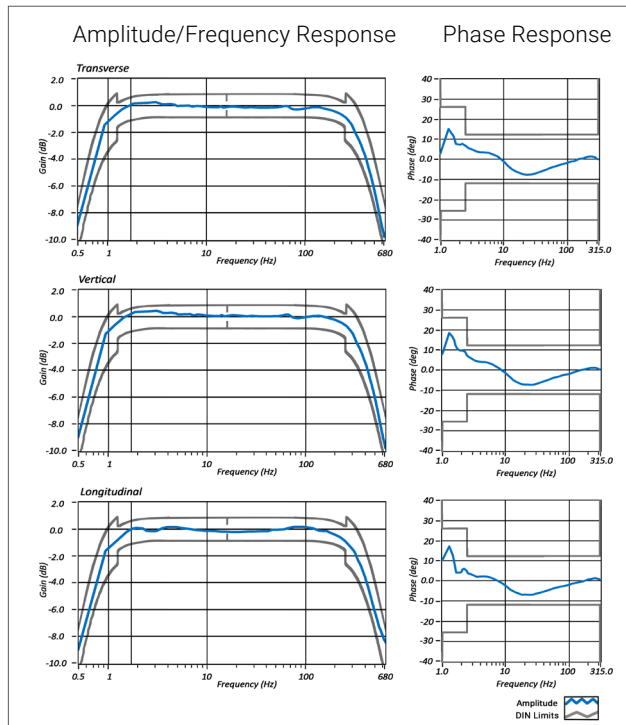 Amplitude/Frequency Response
Phase Response
Transverse
Gain (dB)
2.0
0.0
-2.0
-4.0
-6.0
-8.0
-10.0
0.5 1 10 100 680
Frequency (Hz)
Phase (deg)
40
30
20
10
0.0
-10
-20
-30
-40
1.0 10 100 315.0
Frequency (Hz)
Vertical
Gain (dB)
2.0
0.0
-2.0
-4.0
-6.0
-8.0
-10.0
0.5 1 10 100 680
Frequency (Hz)
Phase (deg)
40
30
20
10
0.0
-10
-20
-30
-40
1.0 10 100 315.0
Frequency (Hz)
Longitudinal
Gain (dB)
2.0
0.0
-2.0
-4.0
-6.0
-8.0
-10.0
0.5 1 10 100 680
Frequency (Hz)
Phase (deg)
40
30
20
10
0.0
-10
-20
-30
-40
1.0 10 100 315.0
Frequency (Hz)
Amplitude
DIN Limits